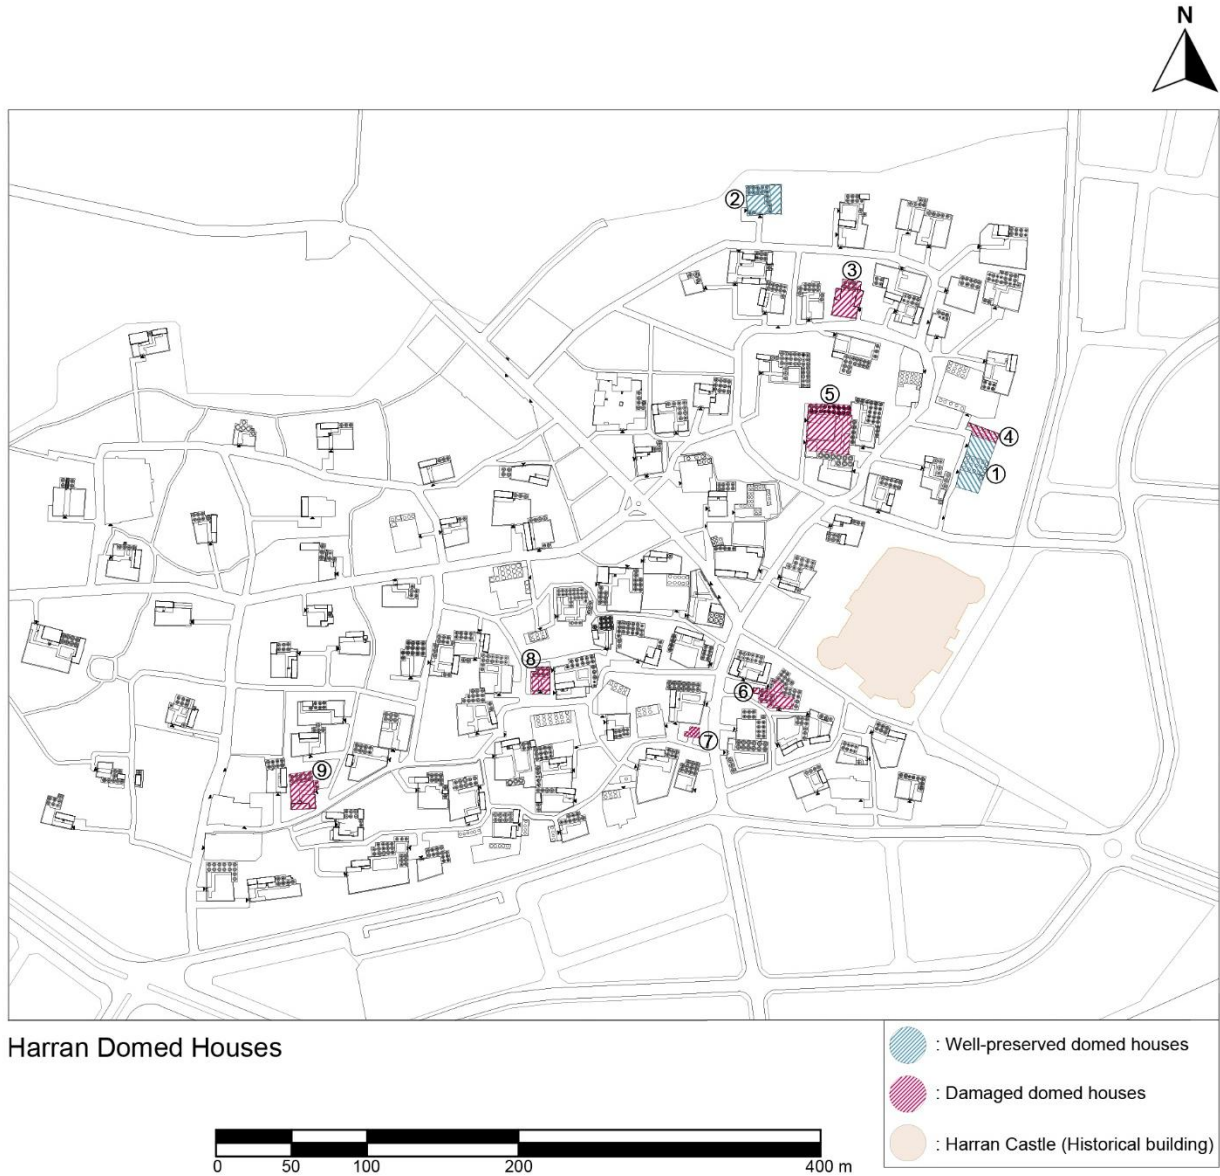 N
②
③
⑤
④
①
⑧
⑥
⑦
⑨
Harran Domed Houses
: Well-preserved domed houses
: Damaged domed houses
: Harran Castle (Historical building)
0 50 100 200 400 m